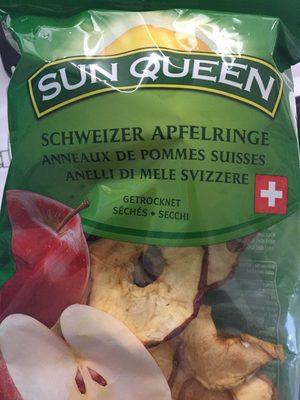 SUN QUEEN
SCHWEIZER APFELRINGE
ANNEAUX DE POMMES SUISSES
ANELLI DI MELE SVIZZERE
GETROCKNET
SÉCHÉS • SECCHI